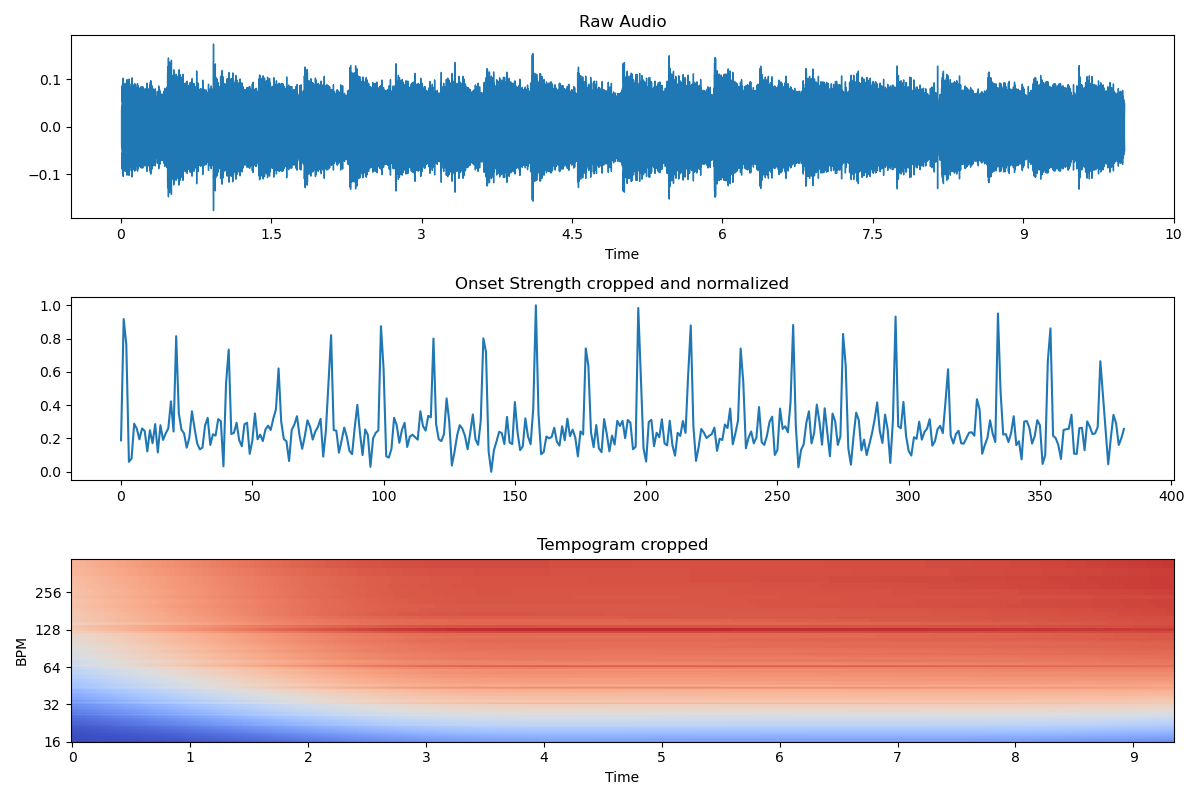 Raw Audio
0.1
0.0
−0.1
0 1.5 3 4.5 6 7.5 9 10
Time
Onset Strength cropped and normalized
1.0
0.8
0.6
0.4
0.2
0.0
0 50 100 150 200 250 300 350 400
Tempogram cropped
256
128
64
32
16
BPM
0 1 2 3 4 5 6 7 8 9
Time